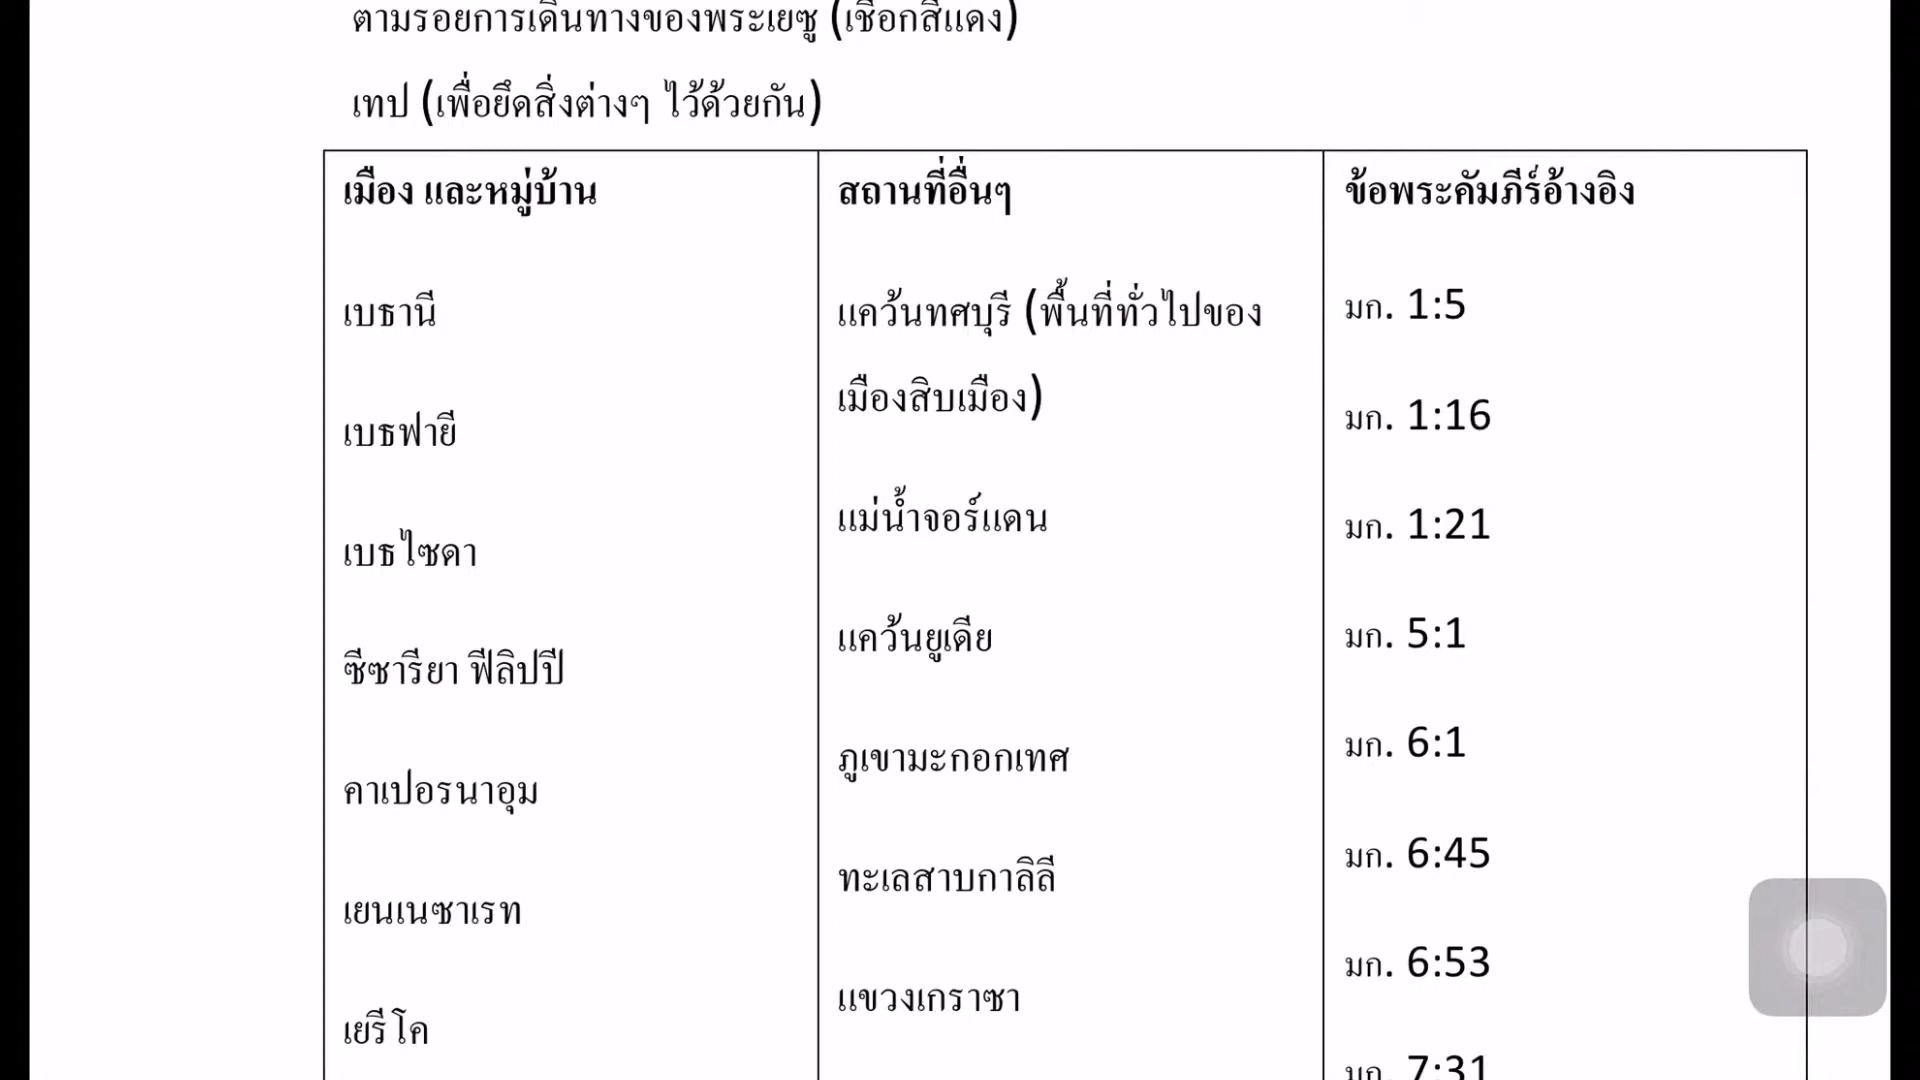 ตามรอยการเดินทางของพระเยซู (เชือกสีแดง)
เทป (เพื่อยึดสิ่งต่างๆ ไว้ด้วยกัน)
เมือง และหมู่บ้าน
เบธานี
เบธฟายี
เบธไซดา
ซีซารียา ฟีลิปปี
คาเปอรนาอุม
เยนเนซาเรท
เยรีโค
สถานที่อื่นๆ
แคว้นทศบุรี (พื้นที่ทั่วไปของ
เมืองสิบเมือง)
แม่น้ำจอร์แดน
แคว้นยูเดีย
ภูเขามะกอกเทศ
ทะเลสาบกาลิลี
แขวงเกราซา
ข้อพระคัมภีร์อ้างอิง
มก. 1:5
มก. 1:16
มก. 1:21
มก. 5:1
มก. 6:1
มก. 6:45
มก. 6:53
มก. 7:31